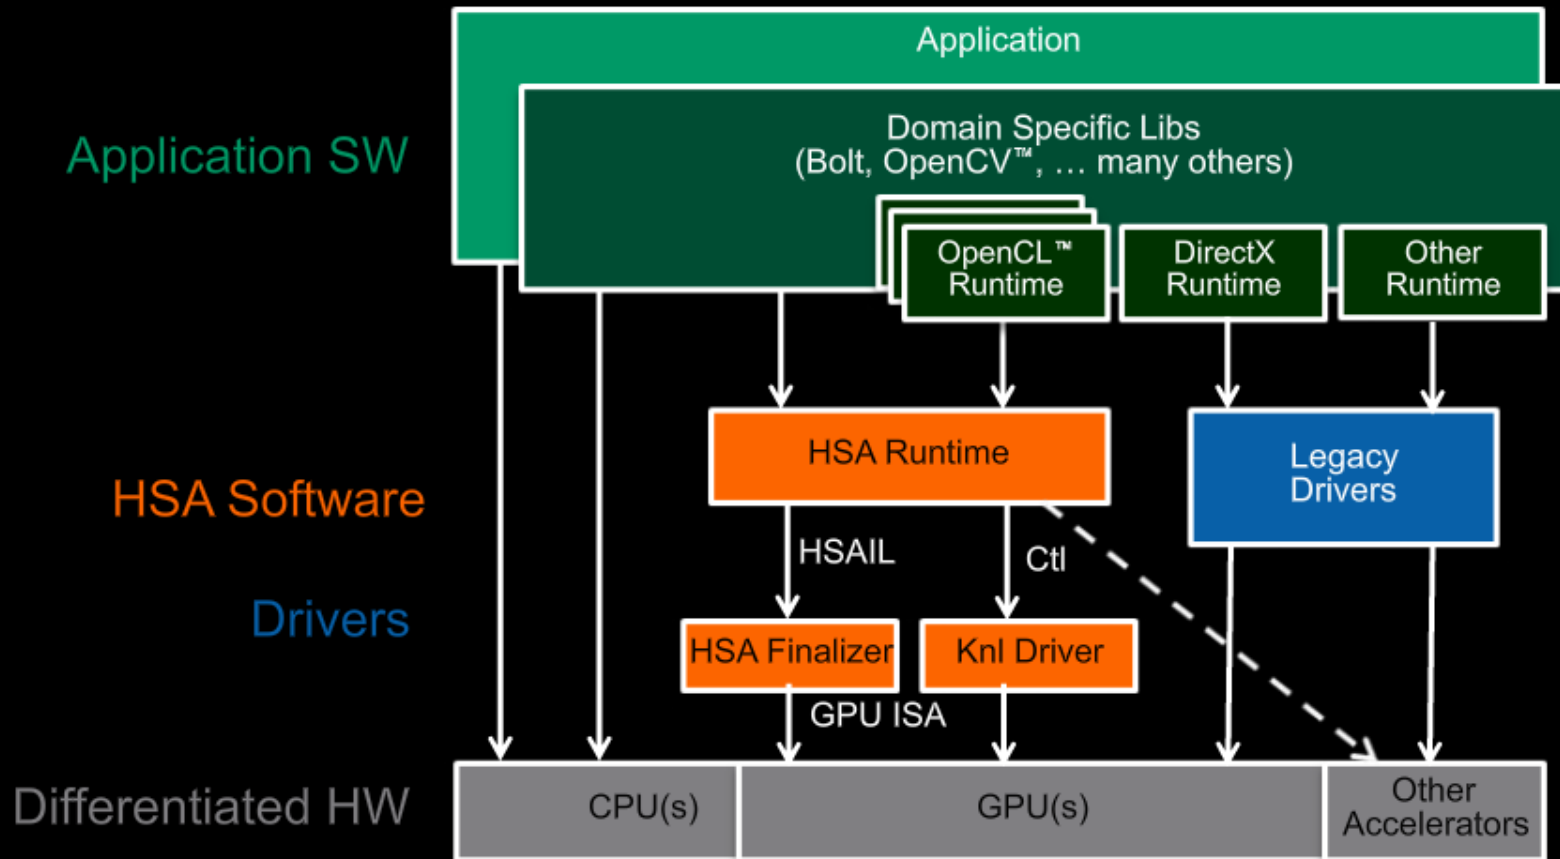 Application
Application SW
Domain Specific Libs
(Bolt, OpenCV™, … many others)
OpenCL™
Runtime
DirectX
Runtime
Other
Runtime
HSA Software
HSA Runtime
Legacy
Drivers
HSAIL
Ctl
Drivers
HSA Finalizer
Knl Driver
GPU ISA
Differentiated HW
CPU(s)
GPU(s)
Other
Accelerators